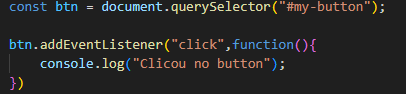 const btn = document.querySelector("#my-button");
btn.addEventListener("click",function(){
    console.log("Clicou no button");
})